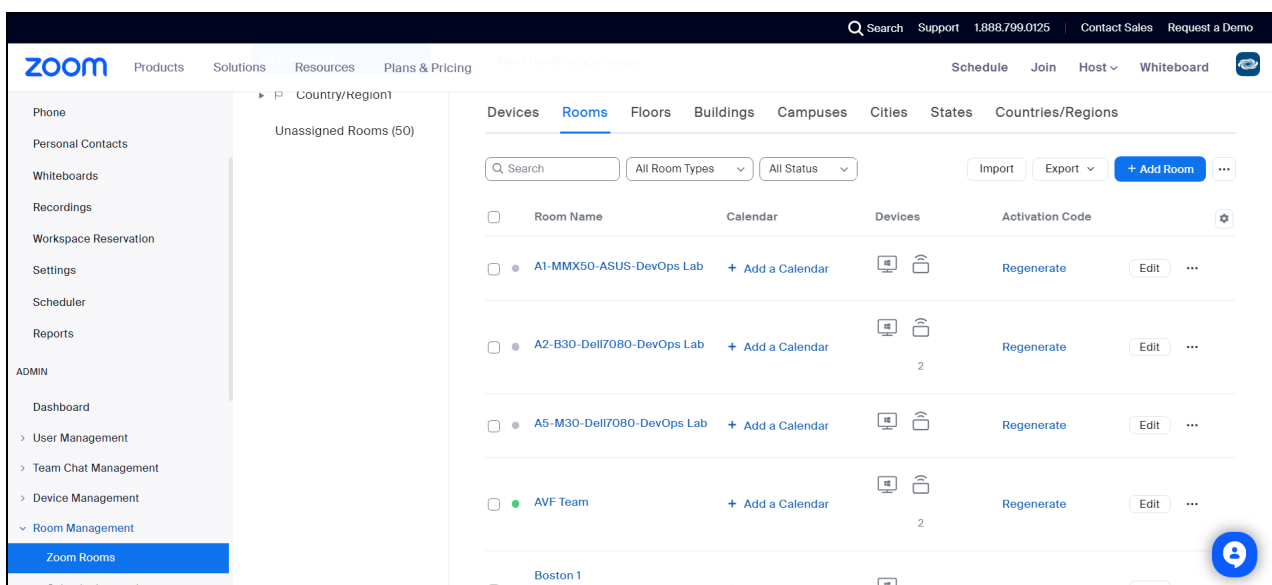 Search Support 1.888.799.0125 Contact Sales Request a Demo
zoom Products Solutions Resources Plans & Pricing Schedule Join Host Whiteboard
Country/Region1
Unassigned Rooms (50)
Phone
Personal Contacts
Whiteboards
Recordings
Workspace Reservation
Settings
Scheduler
Reports
ADMIN
Dashboard
User Management
Team Chat Management
Device Management
Room Management
Zoom Rooms
Devices Rooms Floors Buildings Campuses Cities States Countries/Regions
Search All Room Types All Status Import Export + Add Room
Room Name Calendar Devices Activation Code
A1-MMX50-ASUS-DevOps Lab + Add a Calendar Regenerate Edit ···
A2-B30-Dell7080-DevOps Lab + Add a Calendar Regenerate Edit ···
2
A5-M30-Dell7080-DevOps Lab + Add a Calendar Regenerate Edit ···
AVF Team + Add a Calendar Regenerate Edit ···
2
Boston 1